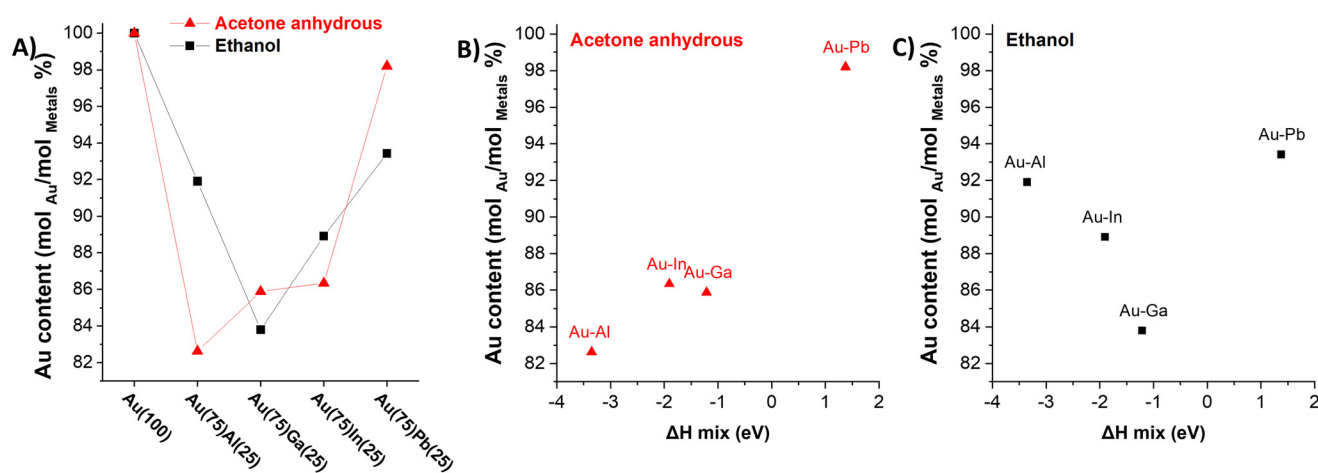 A)
Acetone anhydrous
Ethanol
Au content (mol Au/mol Metals %)
100
98
96
94
92
90
88
86
84
82
Au(100)
Au(75)Al(25)
Au(75)Ga(25)
Au(75)In(25)
Au(75)Pb(25)
B)
Acetone anhydrous
Au content (mol Au/mol Metals %)
100
98
96
94
92
90
88
86
84
82
Au-Pb
Au-In
Au-Ga
Au-Al
-4 -3 -2 -1 0 1 2
ΔH mix (eV)
C)
Ethanol
Au content (mol Au/mol Metals %)
100
98
96
94
92
90
88
86
84
82
Au-Pb
Au-Al
Au-In
Au-Ga
-4 -3 -2 -1 0 1 2
ΔH mix (eV)